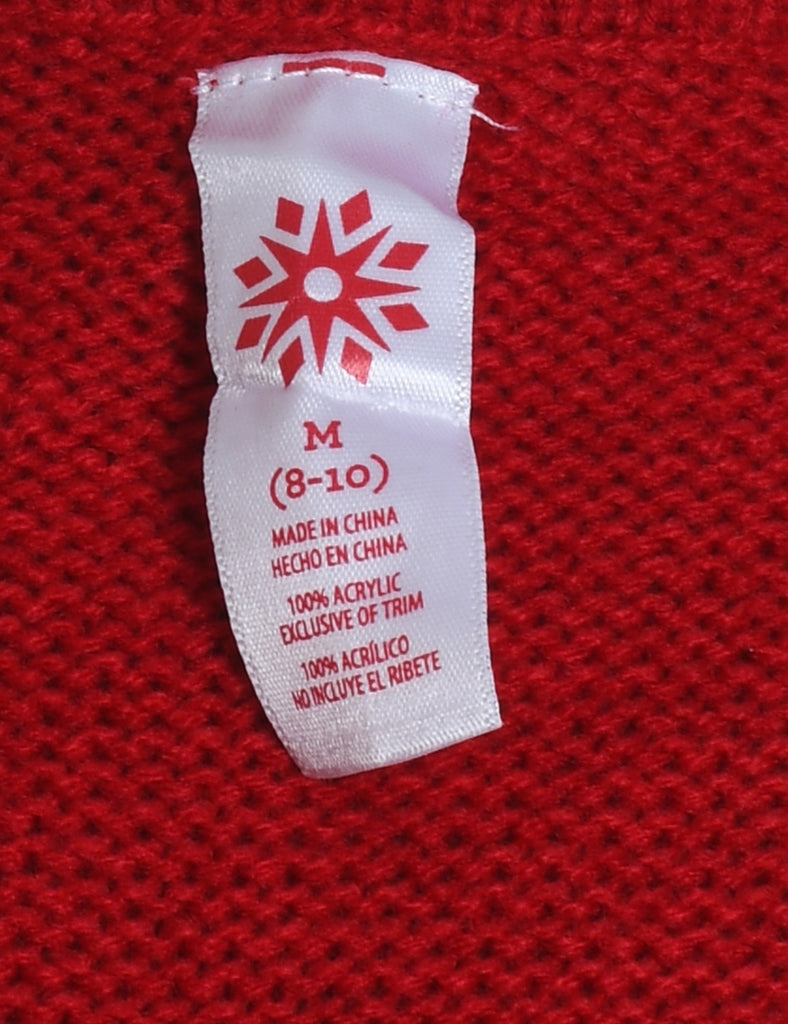 M
(8-10)
MADE IN CHINA
HECHO EN CHINA
100% ACRYLIC
EXCLUSIVE OF TRIM
100% ACRÍLICO
NO INCLUYE EL RIBETE